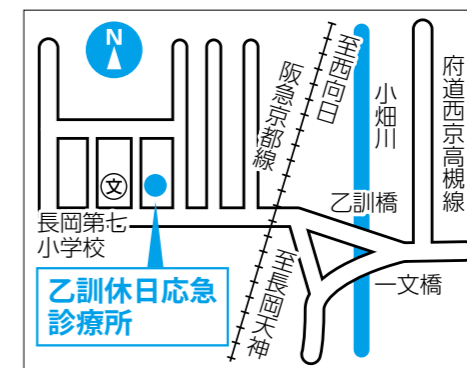 N
至西向日
阪急京都線
小畑川
府道西京高槻線
文
乙訓橋
長岡第七
小学校
一文橋
至長岡天神
乙訓休日応急
診療所